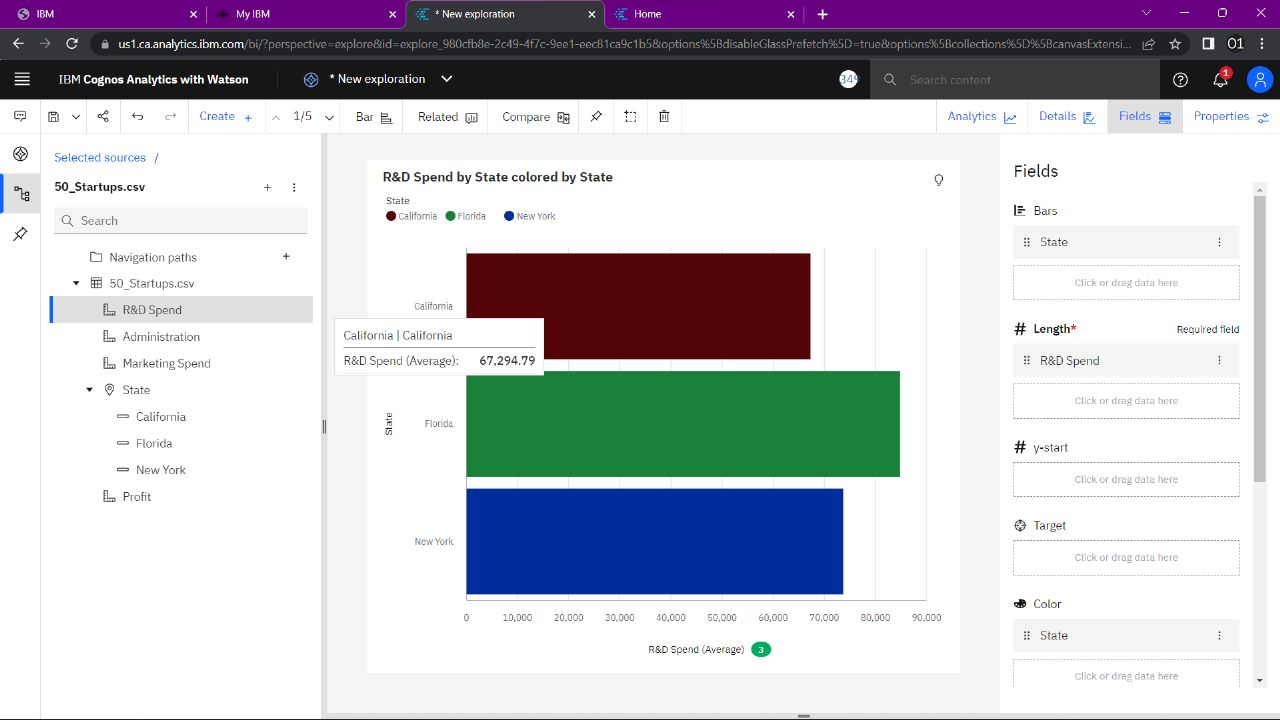 IBM
My IBM
* New exploration
Home
us1.ca.analytics.ibm.com/bi/?perspective=explore&id=explore_980cfb8e-2c49-4f7c-9ee1-eec81ca9c1b5&options%5BdisableGlassPrefetch%5D=true&options%5Bcollections%5D%5BcanvasExtensi...
01
IBM Cognos Analytics with Watson
* New exploration
349
Search content
1
Create
1/5
Bar
Related
Compare
Analytics
Details
Fields
Properties
Selected sources /
50_Startups.csv
Search
Navigation paths
50_Startups.csv
R&D Spend
Administration
Marketing Spend
State
California
Florida
New York
Profit
R&D Spend by State colored by State
State
California
Florida
New York
California
California | California
R&D Spend (Average): 67,294.79
State
Florida
New York
0 10,000 20,000 30,000 40,000 50,000 60,000 70,000 80,000 90,000
R&D Spend (Average) 3
Fields
Bars
State
Click or drag data here
Length* Required field
R&D Spend
Click or drag data here
y-start
Click or drag data here
Target
Click or drag data here
Color
State
Click or drag data here